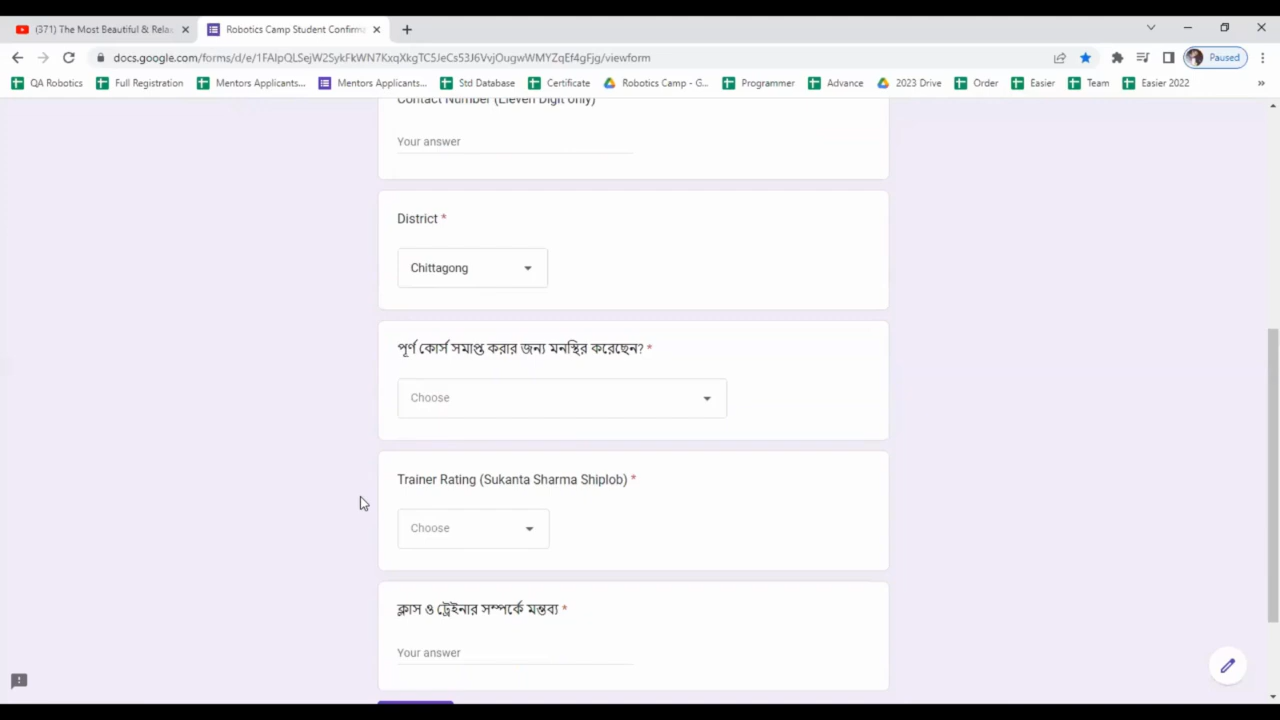 (371) The Most Beautiful & Rela
Robotics Camp Student Confirma
docs.google.com/forms/d/e/1FAIpQLSejW2SykFkWN7KxqXkgTC5JeCs53J6VvjOugwWMYZqEf4gFjg/viewform
Paused
QA Robotics
Full Registration
Mentors Applicants...
Mentors Applicants...
Std Database
Certificate
Robotics Camp - G...
Programmer
Advance
2023 Drive
Order
Easier
Team
Easier 2022
Contact Number (Eleven Digit only)
Your answer
District *
Chittagong
পূর্ণ কোর্স সমাপ্ত করার জন্য মনস্থির করেছেন? *
Choose
Trainer Rating (Sukanta Sharma Shiplob) *
Choose
ক্লাস ও ট্রেইনার সম্পর্কে মন্তব্য *
Your answer